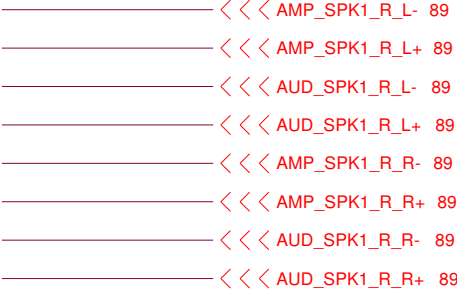 AMP_SPK1_R_L- 89
AMP_SPK1_R_L+ 89
AUD_SPK1_R_L- 89
AUD_SPK1_R_L+ 89
AMP_SPK1_R_R- 89
AMP_SPK1_R_R+ 89
AUD_SPK1_R_R- 89
AUD_SPK1_R_R+ 89